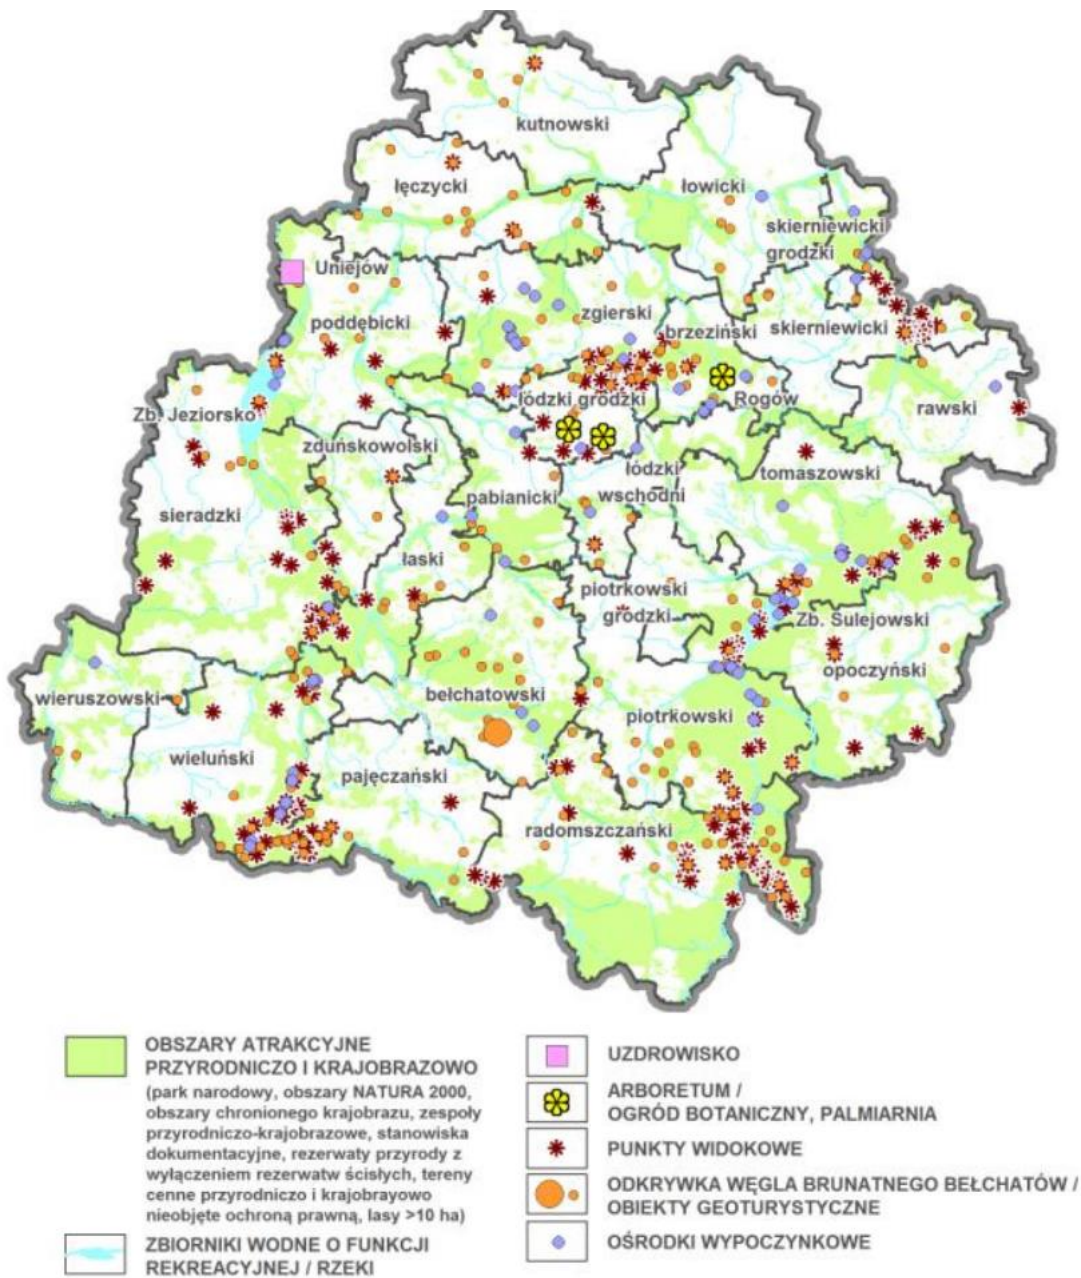 kutnowski
łęczycki
łowicki
skierniewicki
grodzki
Uniejów
poddębicki
zgierski
brzeziński
skierniewicki
Zb. Jeziorsko
łódzki grodzki
Rogów
rawski
zduńskowolski
łódzki
wschodni
tomaszowski
sieradzki
pabianicki
łaski
piotrkowski
grodzki
Zb. Sulejowski
opoczyński
wieruszowski
bełchatowski
piotrkowski
wieluński
pajęczański
radomszczański
OBSZARY ATRAKCYJNE
PRZYRODNICZO I KRAJOBRAZOWO
(park narodowy, obszary NATURA 2000,
obszary chronionego krajobrazu, zespoły
przyrodniczo-krajobrazowe, stanowiska
dokumentacyjne, rezerwaty przyrody z
wyłączeniem rezerwatw ścisłych, tereny
cenne przyrodniczo i krajobrayowo
nieobjęte ochroną prawną, lasy >10 ha)
ZBIORNIKI WODNE O FUNKCJI
REKREACYJNEJ / RZEKI
UZDROWISKO
ARBORETUM /
OGRÓD BOTANICZNY, PALMIARNIA
PUNKTY WIDOKOWE
ODKRYWKA WĘGLA BRUNATNEGO BEŁCHATÓW /
OBIEKTY GEOTURYSTYCZNE
OŚRODKI WYPOCZYNKOWE